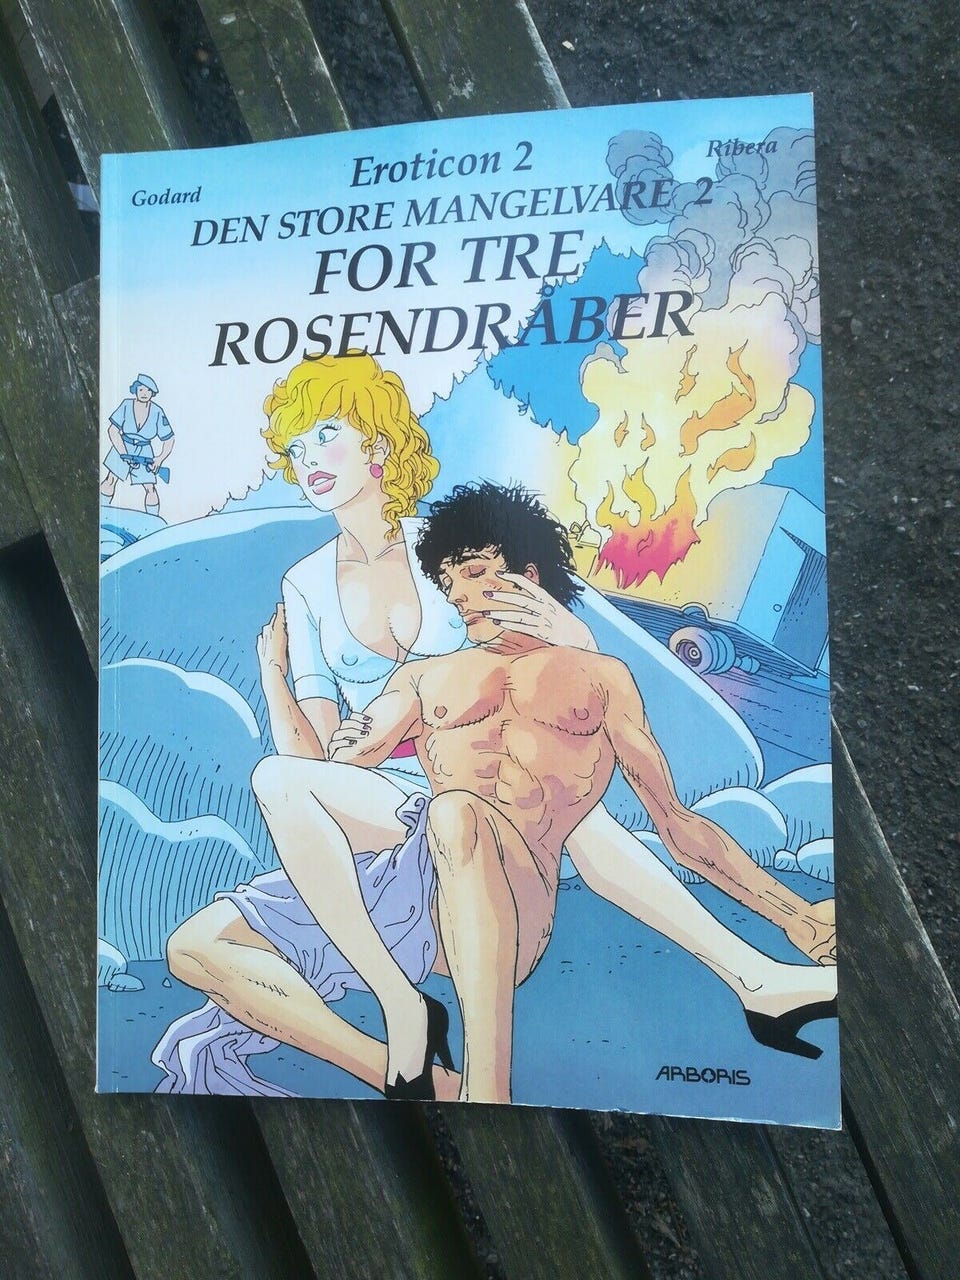 Eroticon 2
Godard
Ribera
DEN STORE MANGELVARE 2
FOR TRE
ROSENDRÅBER
ARBORIS